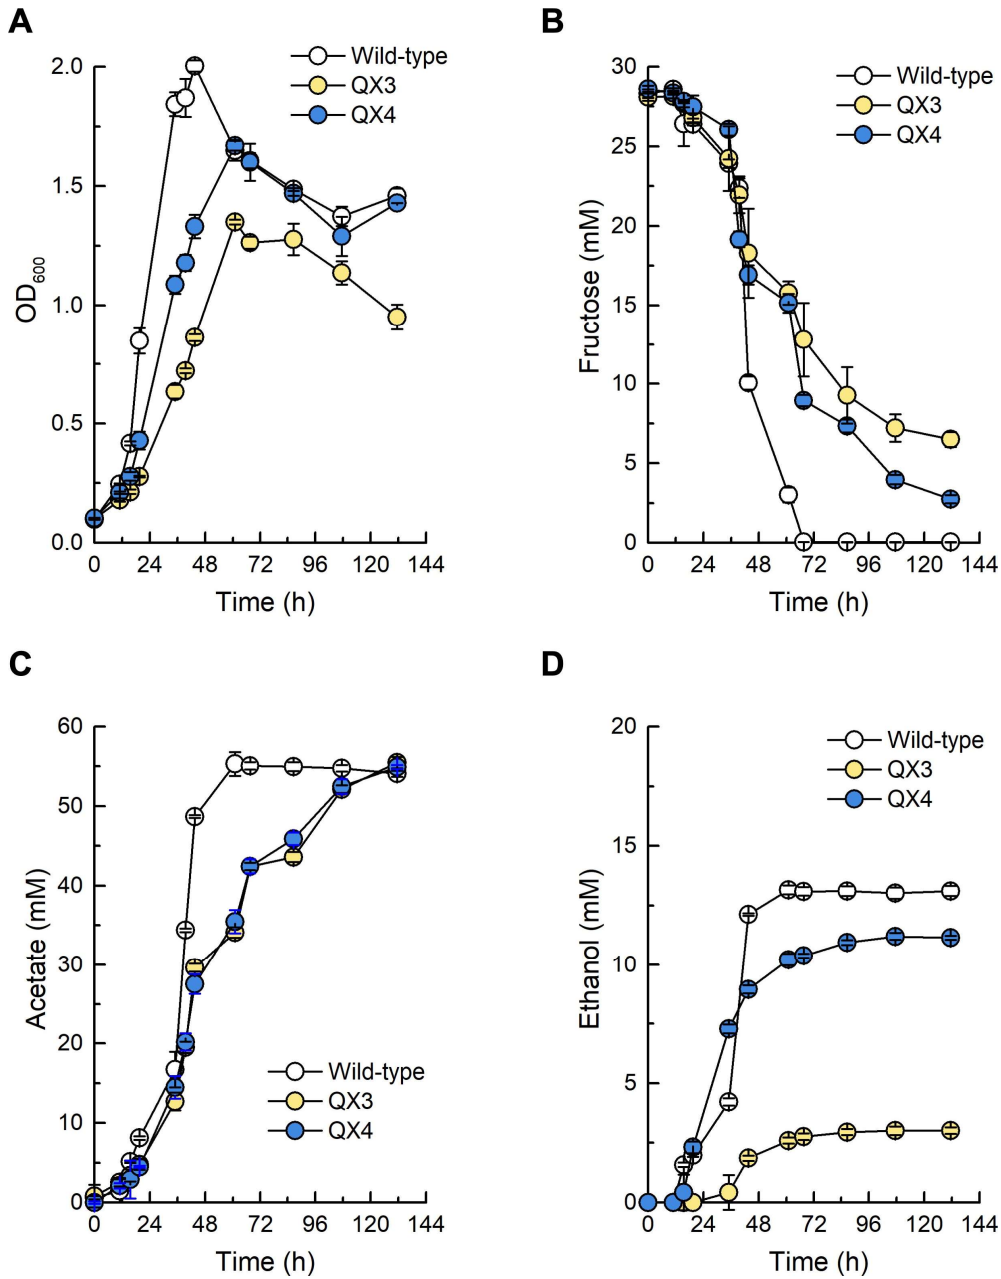 A
Wild-type
QX3
QX4
2.0
1.5
1.0
0.5
0.0
OD600
0 24 48 72 96 120 144
Time (h)
B
Wild-type
QX3
QX4
30
25
20
15
10
5
0
Fructose (mM)
0 24 48 72 96 120 144
Time (h)
C
60
50
40
30
20
10
0
Acetate (mM)
Wild-type
QX3
QX4
0 24 48 72 96 120 144
Time (h)
D
Wild-type
QX3
QX4
20
15
10
5
0
Ethanol (mM)
0 24 48 72 96 120 144
Time (h)